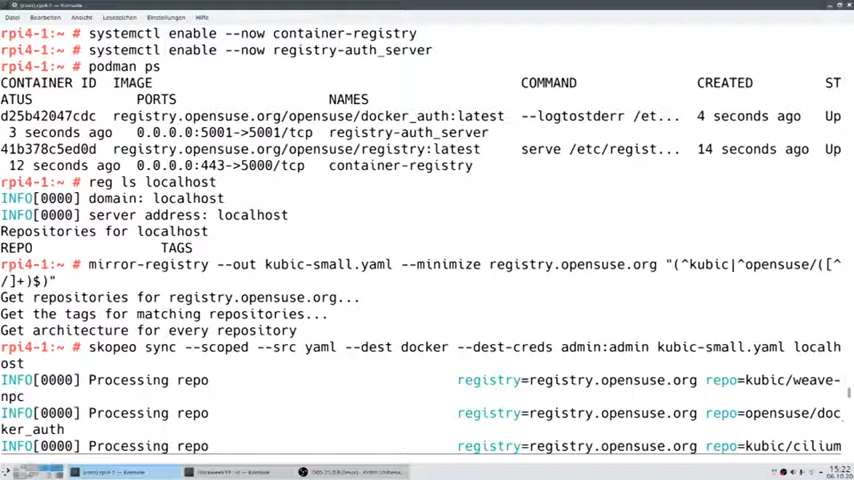 Datei Bearbeiten Ansicht Lesezeichen Einstellungen Hilfe
rpi4-1:~ # systemctl enable --now container-registry
rpi4-1:~ # systemctl enable --now registry-auth_server
rpi4-1:~ # podman ps
CONTAINER ID IMAGE COMMAND CREATED ST
ATUS PORTS NAMES
d25b42047cdc registry.opensuse.org/opensuse/docker_auth:latest --logtostderr /et... 4 seconds ago Up
3 seconds ago 0.0.0.0:5001->5001/tcp registry-auth_server
41b378c5ed0d registry.opensuse.org/opensuse/registry:latest serve /etc/regist... 14 seconds ago Up
12 seconds ago 0.0.0.0:443->5000/tcp container-registry
rpi4-1:~ # reg ls localhost
INFO[0000] domain: localhost
INFO[0000] server address: localhost
Repositories for localhost
REPO TAGS
rpi4-1:~ # mirror-registry --out kubic-small.yaml --minimize registry.opensuse.org "(^kubic|^opensuse/([^
/]+)$)"
Get repositories for registry.opensuse.org...
Get the tags for matching repositories...
Get architecture for every repository
rpi4-1:~ # skopeo sync --scoped --src yaml --dest docker --dest-creds admin:admin kubic-small.yaml localh
ost
INFO[0000] Processing repo registry=registry.opensuse.org repo=kubic/weave-
npc
INFO[0000] Processing repo registry=registry.opensuse.org repo=opensuse/doc
ker_auth
INFO[0000] Processing repo registry=registry.opensuse.org repo=kubic/cilium
15:22